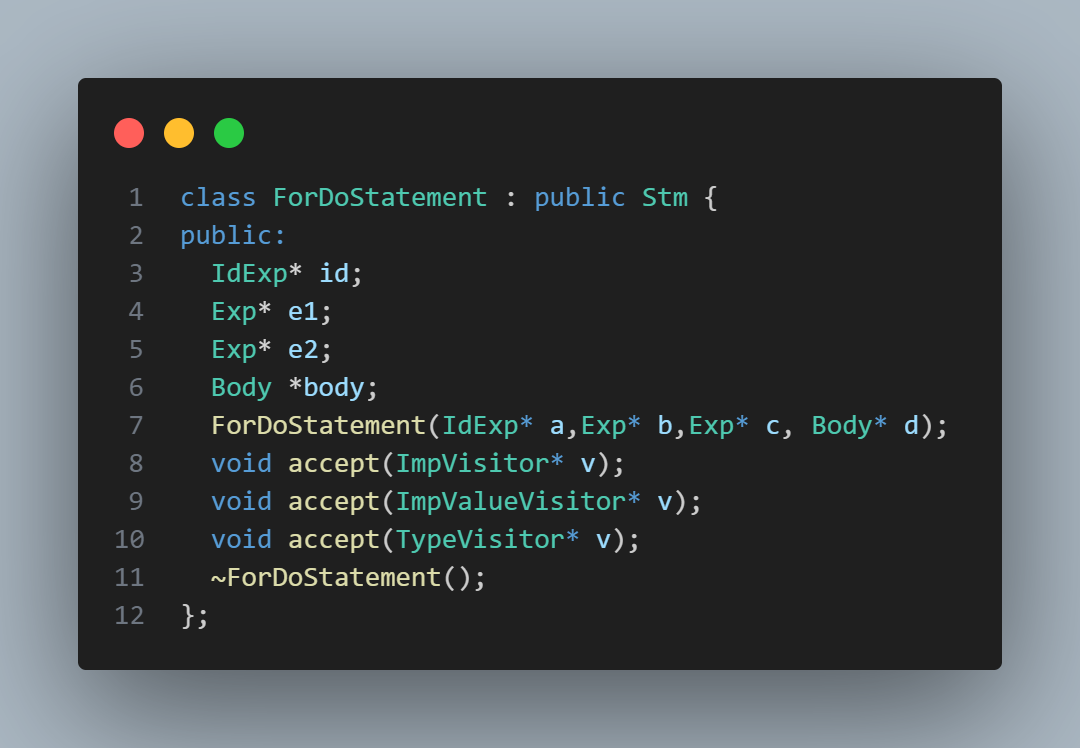 1 class ForDoStatement : public Stm {
2 public:
3   IdExp* id;
4   Exp* e1;
5   Exp* e2;
6   Body *body;
7   ForDoStatement(IdExp* a,Exp* b,Exp* c, Body* d);
8   void accept(ImpVisitor* v);
9   void accept(ImpValueVisitor* v);
10   void accept(TypeVisitor* v);
11   ~ForDoStatement();
12 };